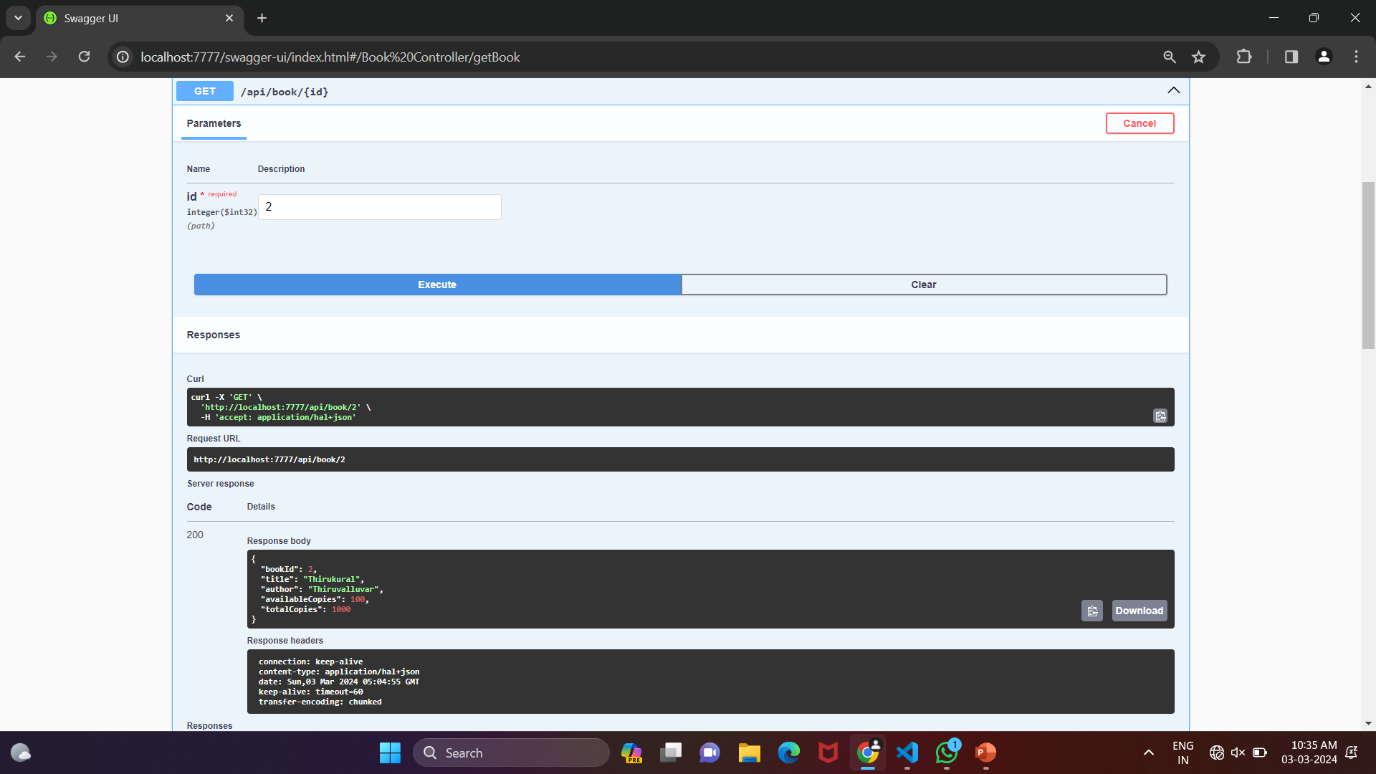 Swagger UI
localhost:7777/swagger-ui/index.html#/Book%20Controller/getBook
GET /api/book/{id}
Parameters
Cancel
Name Description
id * required
integer($int32)
(path)
2
Execute Clear
Responses
Curl
curl -X 'GET' \
'http://localhost:7777/api/book/2' \
-H 'accept: application/hal+json'
Request URL
http://localhost:7777/api/book/2
Server response
Code Details
200
Response body
{
"bookId": 2,
"title": "Thirukural",
"author": "Thiruvalluvar",
"availableCopies": 100,
"totalCopies": 1000
}
Download
Response headers
connection: keep-alive
content-type: application/hal+json
date: Sun,03 Mar 2024 05:04:55 GMT
keep-alive: timeout=60
transfer-encoding: chunked
Responses
Search
PRE
1
P
ENG
IN
10:35 AM
03-03-2024